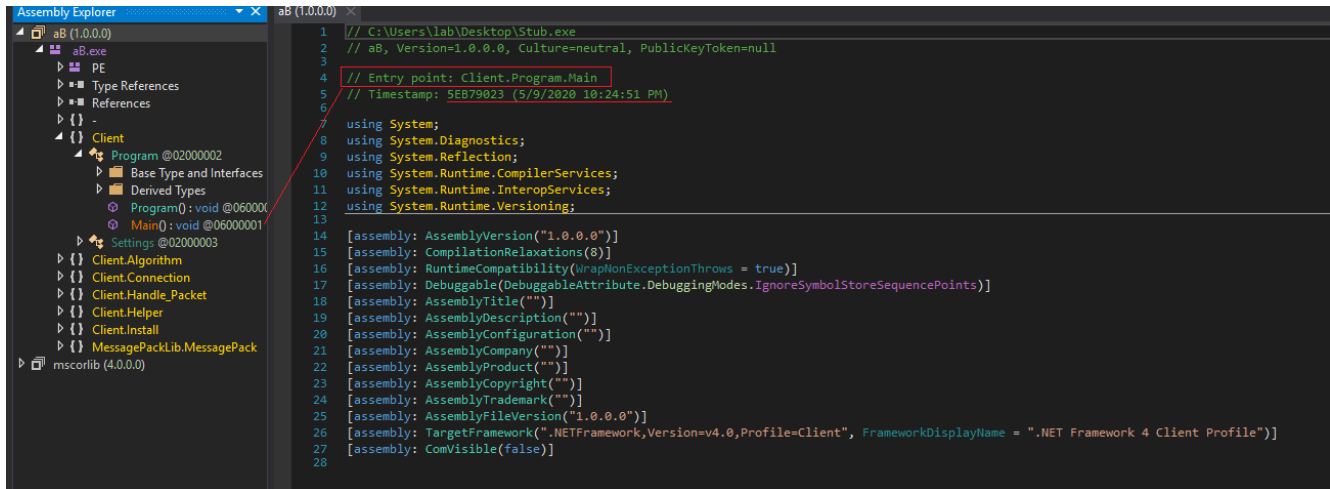 Assembly Explorer
aB (1.0.0.0)
aB.exe
PE
Type References
References
{ } -
{ } Client
Program @02000002
Base Type and Interfaces
Derived Types
Program() : void @06000
Main() : void @06000001
Settings @02000003
{ } Client.Algorithm
{ } Client.Connection
{ } Client.Handle_Packet
{ } Client.Helper
{ } Client.Install
{ } MessagePackLib.MessagePack
mscorlib (4.0.0.0)
aB (1.0.0.0)
1 // C:\Users\lab\Desktop\Stub.exe
2 // aB, Version=1.0.0.0, Culture=neutral, PublicKeyToken=null
3
4 // Entry point: Client.Program.Main
5 // Timestamp: 5EB79023 (5/9/2020 10:24:51 PM)
6
7 using System;
8 using System.Diagnostics;
9 using System.Reflection;
10 using System.Runtime.CompilerServices;
11 using System.Runtime.InteropServices;
12 using System.Runtime.Versioning;
13
14 [assembly: AssemblyVersion("1.0.0.0")]
15 [assembly: CompilationRelaxations(8)]
16 [assembly: RuntimeCompatibility(WrapNonExceptionThrows = true)]
17 [assembly: Debuggable(DebuggableAttribute.DebuggingModes.IgnoreSymbolStoreSequencePoints)]
18 [assembly: AssemblyTitle("")]
19 [assembly: AssemblyDescription("")]
20 [assembly: AssemblyConfiguration("")]
21 [assembly: AssemblyCompany("")]
22 [assembly: AssemblyProduct("")]
23 [assembly: AssemblyCopyright("")]
24 [assembly: AssemblyTrademark("")]
25 [assembly: AssemblyFileVersion("1.0.0.0")]
26 [assembly: TargetFramework(".NETFramework,Version=v4.0,Profile=Client", FrameworkDisplayName = ".NET Framework 4 Client Profile")]
27 [assembly: ComVisible(false)]
28